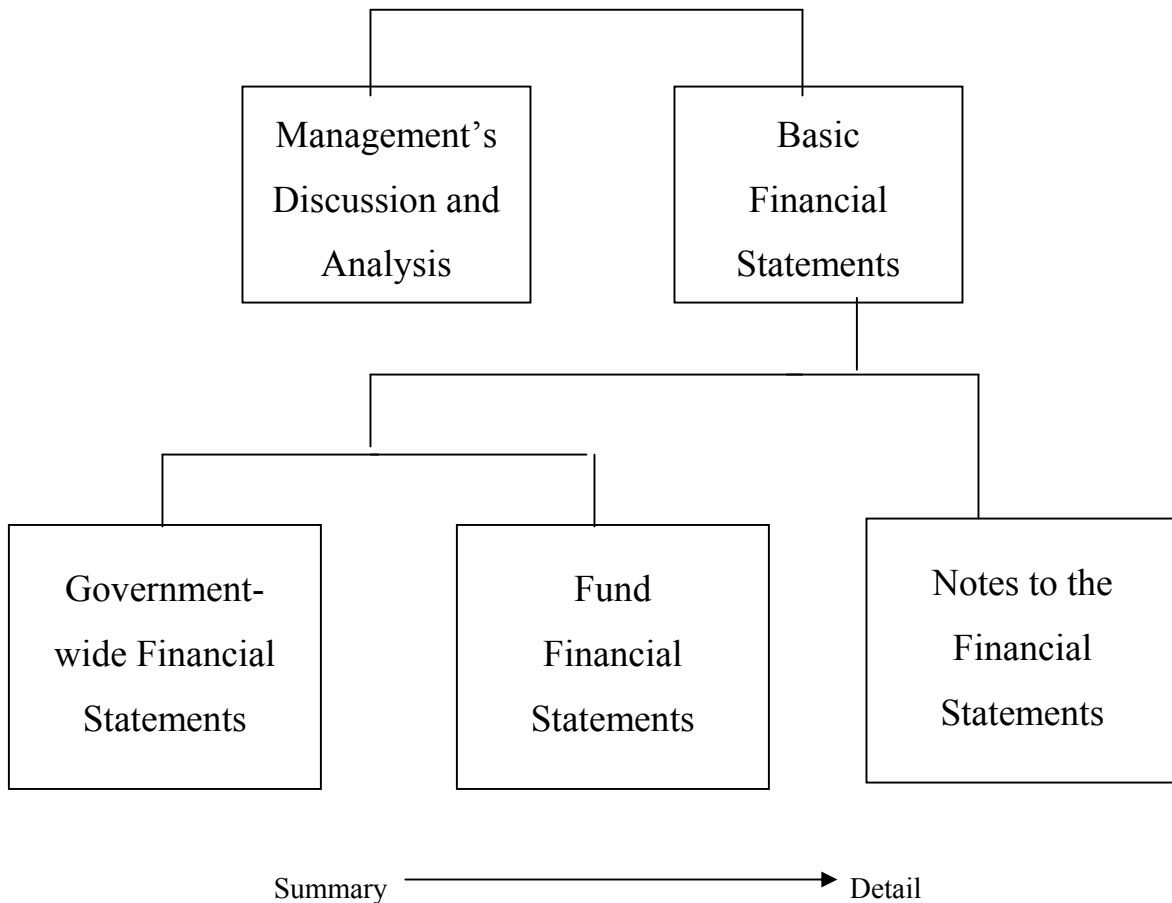 Management’s
Discussion and
Analysis
Basic
Financial
Statements
Government-
wide Financial
Statements
Fund
Financial
Statements
Notes to the
Financial
Statements
Summary
Detail